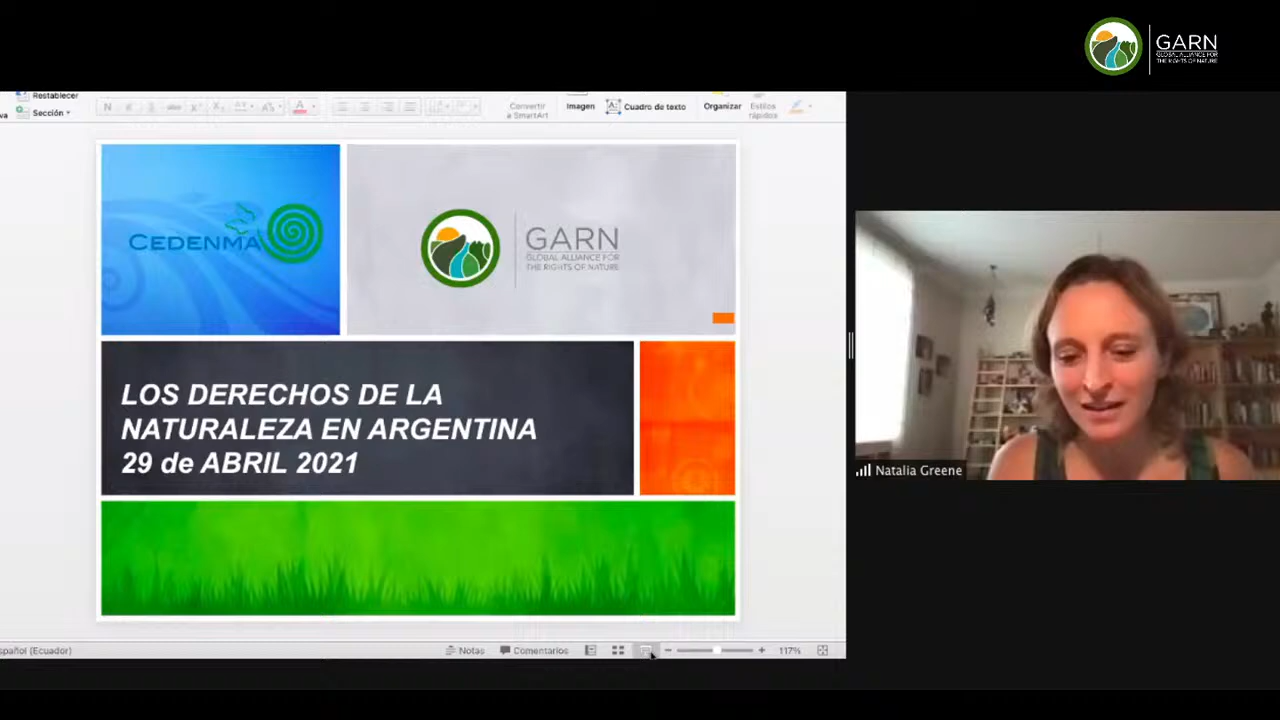 GARN
GLOBAL ALLIANCE FOR
THE RIGHTS OF NATURE
Restablecer
Sección
Convertir
a SmartArt
Imagen
Cuadro de texto
Organizar
Estilos
rápidos
CEDENMA
GARN
GLOBAL ALLIANCE FOR
THE RIGHTS OF NATURE
LOS DERECHOS DE LA
NATURALEZA EN ARGENTINA
29 de ABRIL 2021
Natalia Greene
spañol (Ecuador)
Notas
Comentarios
117%